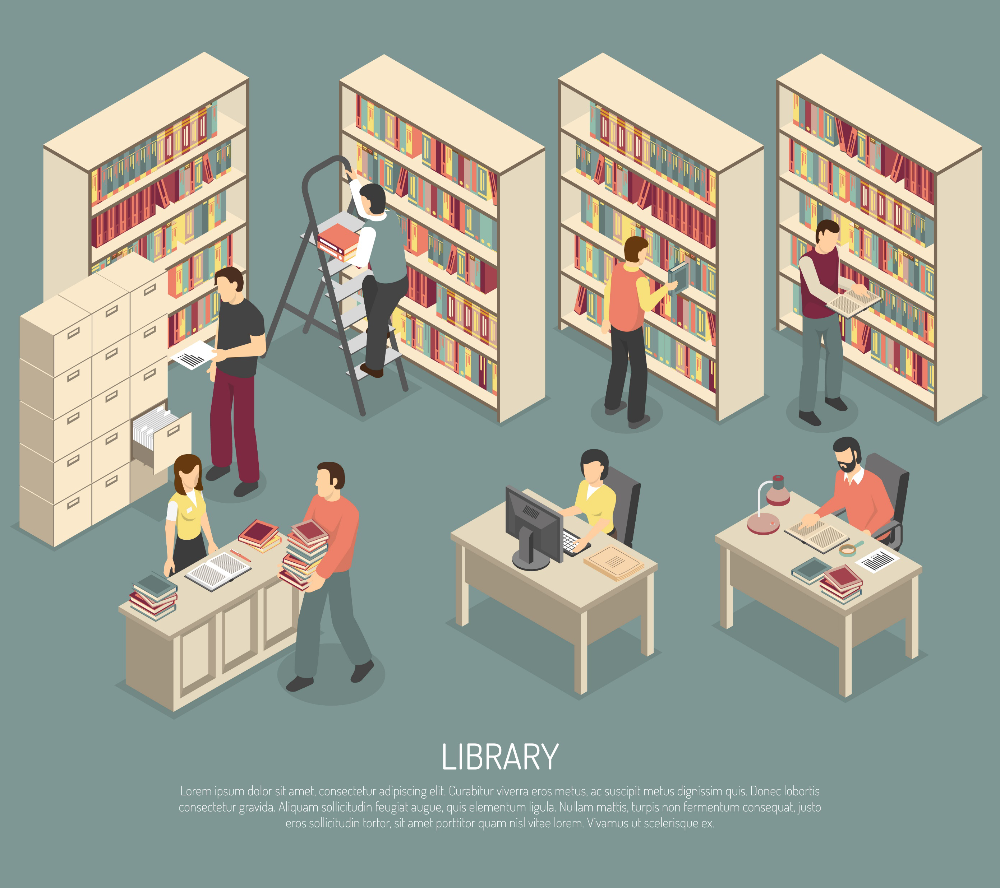 LIBRARY
Lorem ipsum dolor sit amet, consectetur adipiscing elit. Curabitur viverra eros metus, ac suscipit metus dignissim quis. Donec lobortis
consectetur gravida. Aliquam sollicitudin feugiat augue, quis elementum ligula. Nullam mattis, turpis non fermentum consequat, justo
eros sollicitudin tortor, sit amet porttitor quam nisl vitae lorem. Vivamus ut scelerisque ex.